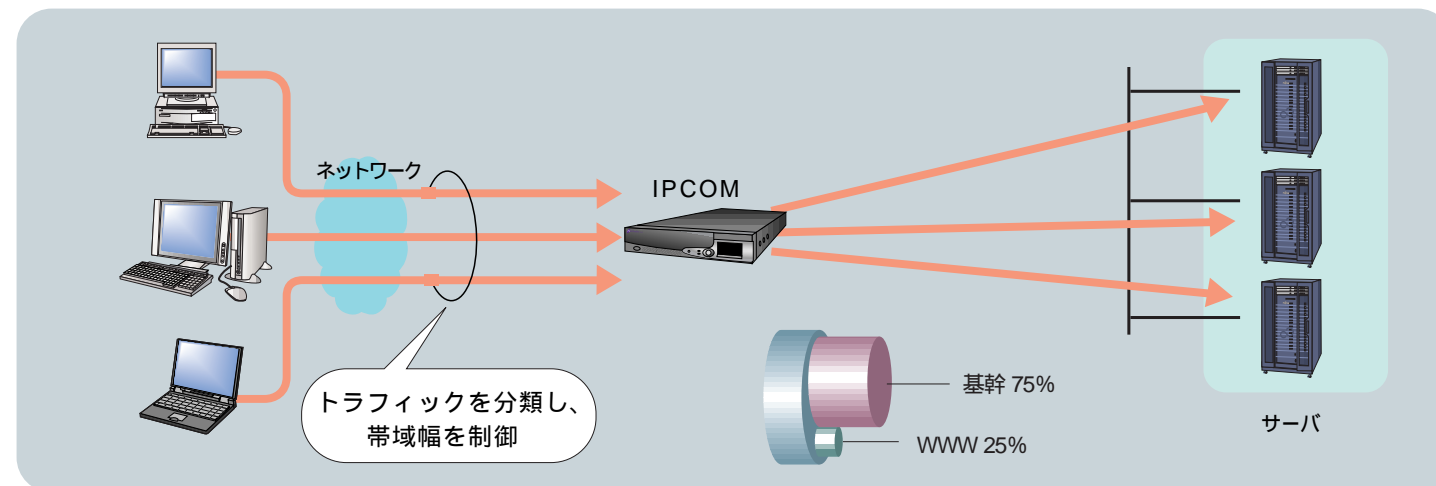 ネットワーク
IPCOM
トラフィックを分類し、
帯域幅を制御
基幹 75%
WWW 25%
サーバ